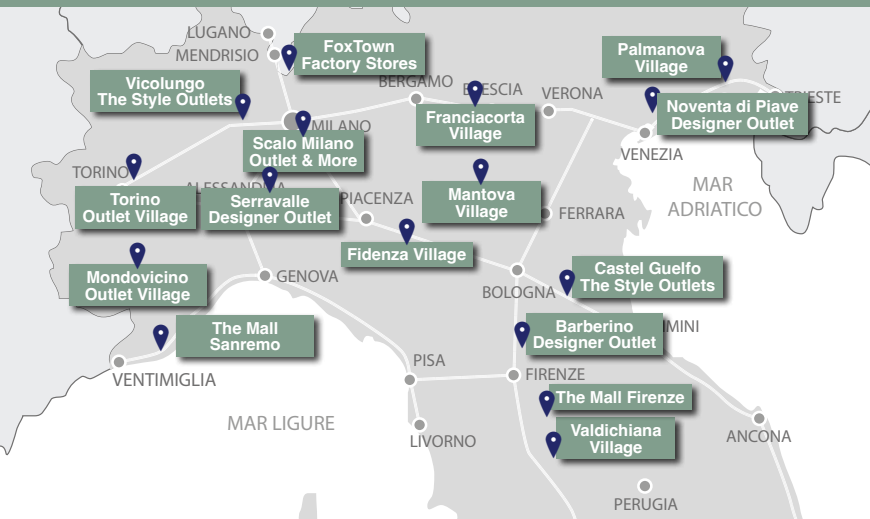 LUGANO
MENDRISIO
FoxTown
Factory Stores
Palmanova
Village
Vicolungo
The Style Outlets
BERGAMO
BRESCIA
VERONA
TRIESTE
Franciacorta
Village
Noventa di Piave
Designer Outlet
MILANO
Scalo Milano
Outlet & More
VENEZIA
TORINO
ALESSANDRIA
PIACENZA
Torino
Outlet Village
Serravalle
Designer Outlet
Mantova
Village
MAR
ADRIATICO
FERRARA
Fidenza Village
Mondovicino
Outlet Village
GENOVA
BOLOGNA
Castel Guelfo
The Style Outlets
The Mall
Sanremo
Barberino
Designer Outlet
IMINI
PISA
VENTIMIGLIA
FIRENZE
The Mall Firenze
MAR LIGURE
LIVORNO
Valdichiana
Village
ANCONA
PERUGIA